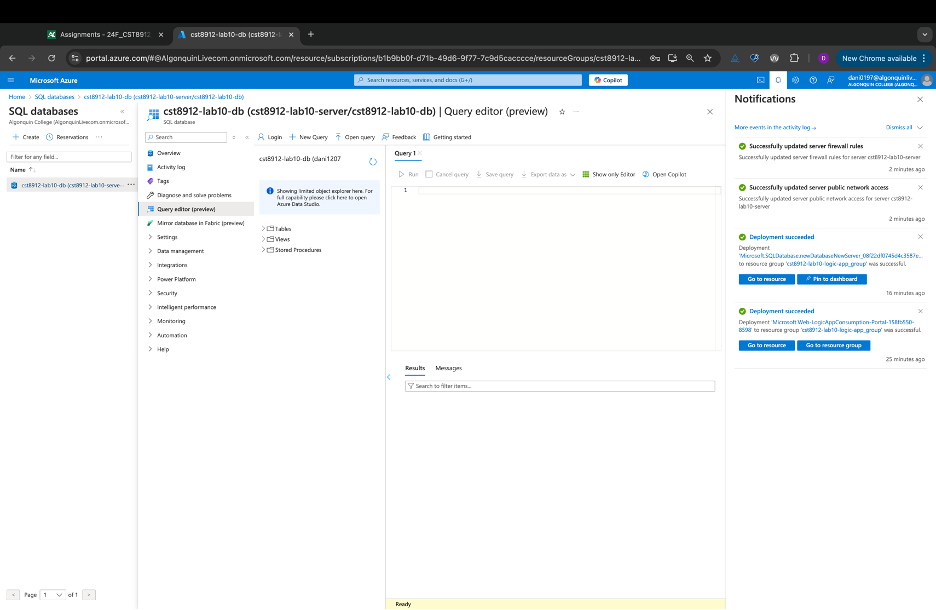 Assignments - 24F_CST8912
cst8912-lab10-db (cst8912-l
portal.azure.com/#@AlgonquinLivecom.onmicrosoft.com/resource/subscriptions/b1b9bb0f-d71b-49d6-9f77-7c9d5cacccce/resourceGroups/cst8912-la...
New Chrome available
Microsoft Azure
Search resources, services, and docs (G+/)
Copilot
dani0197@algonquinliv...
ALGONQUIN COLLEGE (ALGONQ...
Home > SQL databases > cst8912-lab10-db (cst8912-lab10-server/cst8912-lab10-db)
SQL databases
Algonquin College (AlgonquinLivecom.onmicrosof...
Create
Reservations
Filter for any field...
Name
cst8912-lab10-db (cst8912-lab10-serve...
Page 1 of 1
cst8912-lab10-db (cst8912-lab10-server/cst8912-lab10-db) | Query editor (preview)
SQL database
Search
Overview
Activity log
Tags
Diagnose and solve problems
Query editor (preview)
Mirror database in Fabric (preview)
Settings
Data management
Integrations
Power Platform
Security
Intelligent performance
Monitoring
Automation
Help
Login
New Query
Open query
Feedback
Getting started
cst8912-lab10-db (dani1207
Showing limited object explorer here. For
full capability please click here to open
Azure Data Studio.
Tables
Views
Stored Procedures
Query 1
Run
Cancel query
Save query
Export data as
Show only Editor
Open Copilot
1
Results
Messages
Search to filter items...
Ready
Notifications
More events in the activity log →
Dismiss all
Successfully updated server firewall rules
Successfully updated server firewall rules for server cst8912-lab10-server
2 minutes ago
Successfully updated server public network access
Successfully updated server public network access for server cst8912-
lab10-server
2 minutes ago
Deployment succeeded
Deployment
to resource group 'cst8912-lab10-logic-app_group' was successful.
Go to resource
Pin to dashboard
16 minutes ago
Deployment succeeded
Deployment 'Microsoft.Web-LogicAppConsumption-Portal-158fb550-
8598' to resource group 'cst8912-lab10-logic-app_group' was successful.
Go to resource
Go to resource group
25 minutes ago